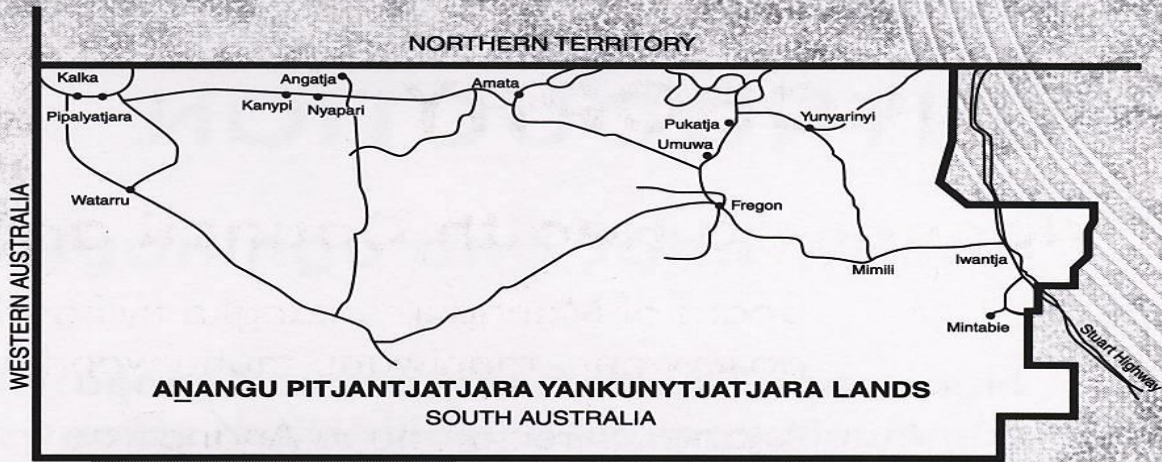 NORTHERN TERRITORY
Kalka
Angatja
Amata
Kanypi
Nyapari
Pipalyatjara
Pukatja
Yunyarinyi
Umuwa
Watarru
Fregon
WESTERN AUSTRALIA
Iwantja
Mimili
Mintabie
Stuart Highway
AṈANGU PITJANTJATJARA YANKUNYTJATJARA LANDS
SOUTH AUSTRALIA